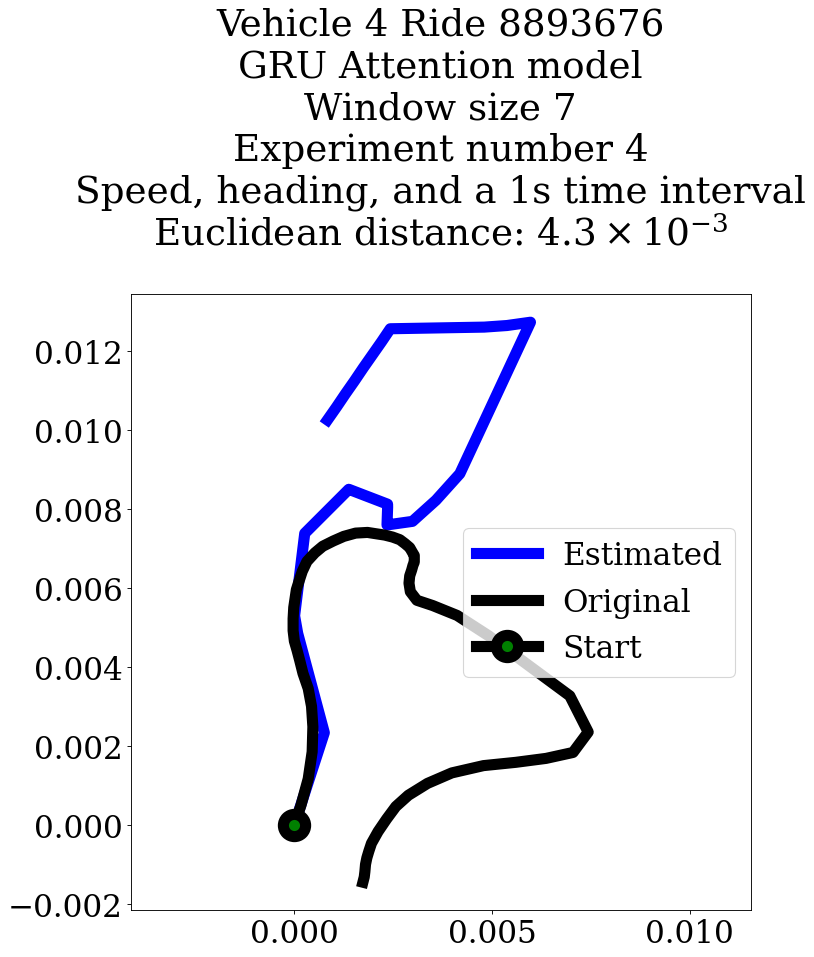 Vehicle 4 Ride 8893676
GRU Attention model
Window size 7
Experiment number 4
Speed, heading, and a 1s time interval
Euclidean distance: 4.3 × 10⁻³
0.012
0.010
0.008
0.006
0.004
0.002
0.000
−0.002
Estimated
Original
Start
0.000 0.005 0.010